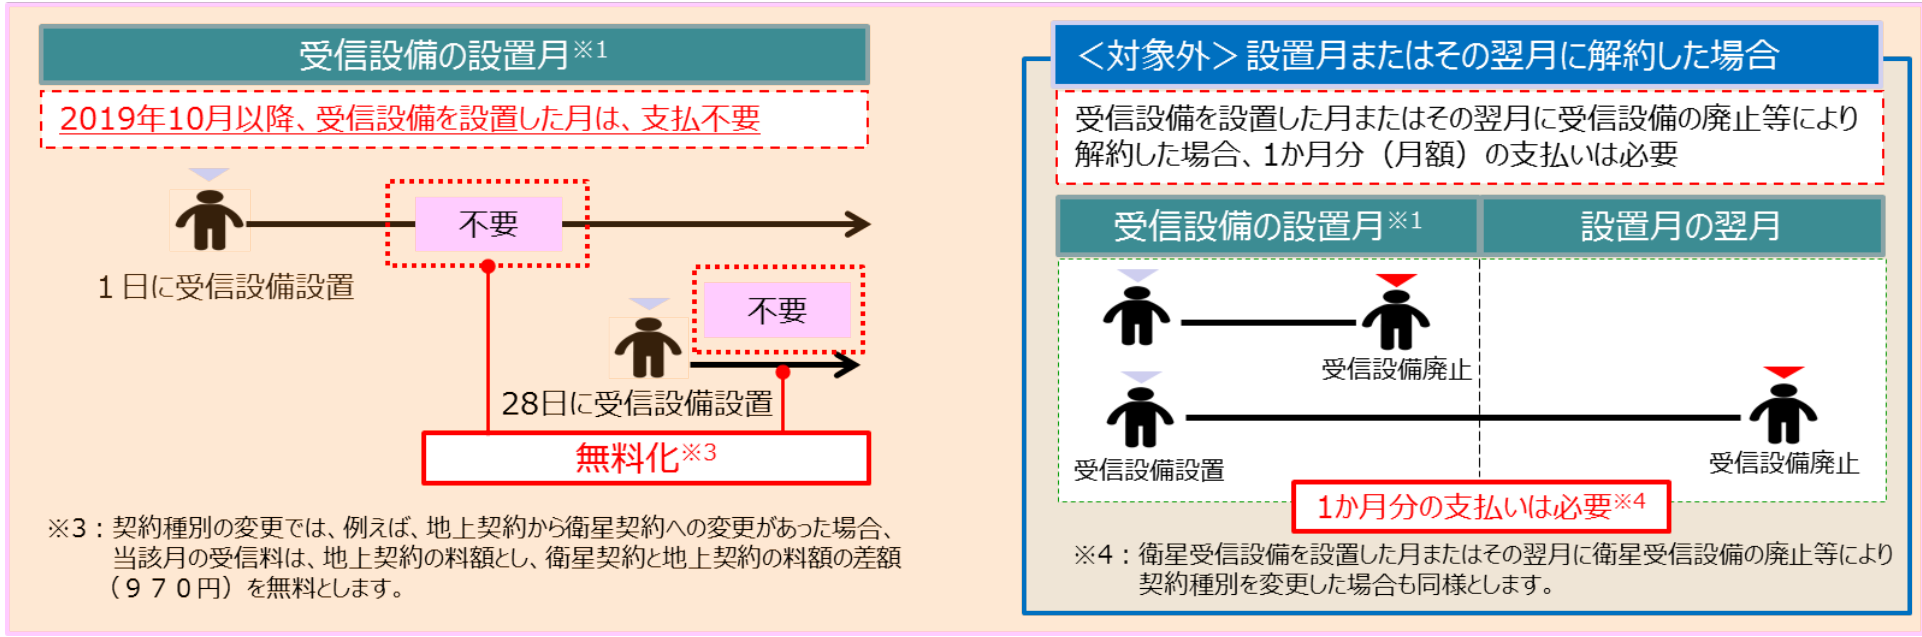 受信設備の設置月※1
2019年10月以降、受信設備を設置した月は、支払不要
不要
1日に受信設備設置
不要
28日に受信設備設置
無料化※3
※3：契約種別の変更では、例えば、地上契約から衛星契約への変更があった場合、
当該月の受信料は、地上契約の料額とし、衛星契約と地上契約の料額の差額
（９７０円）を無料とします。
＜対象外＞設置月またはその翌月に解約した場合
受信設備を設置した月またはその翌月に受信設備の廃止等により
解約した場合、1か月分（月額）の支払いは必要
受信設備の設置月※1
設置月の翌月
受信設備廃止
受信設備設置
受信設備廃止
1か月分の支払いは必要※4
※4：衛星受信設備を設置した月またはその翌月に衛星受信設備の廃止等により
契約種別を変更した場合も同様とします。